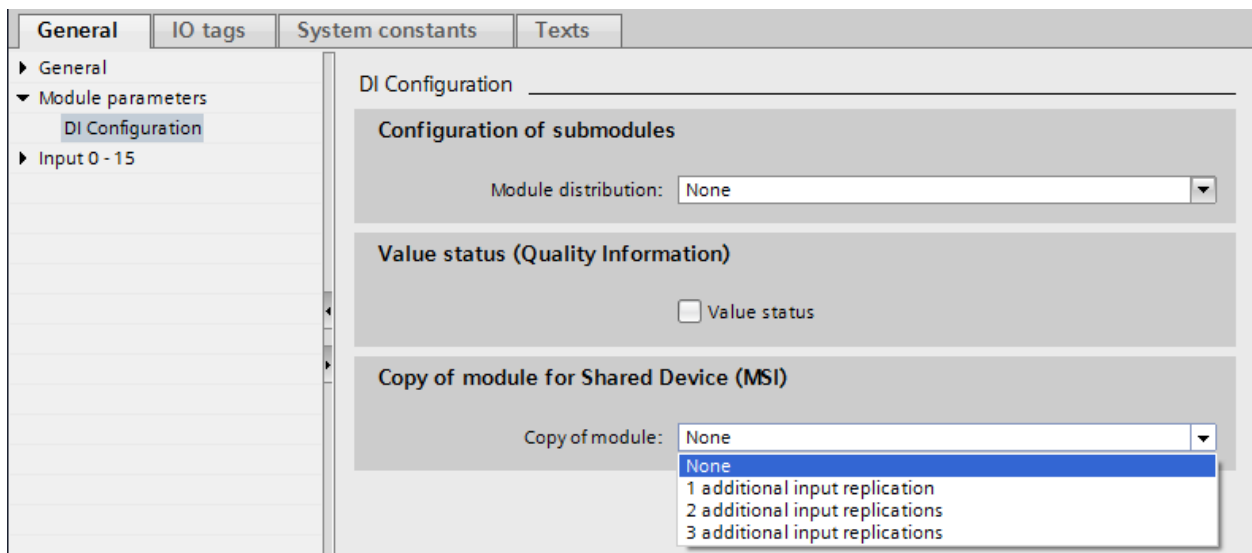 General
IO tags
System constants
Texts
General
Module parameters
DI Configuration
Input 0 - 15
DI Configuration
Configuration of submodules
Module distribution: None
Value status (Quality Information)
Value status
Copy of module for Shared Device (MSI)
Copy of module: None
None
1 additional input replication
2 additional input replications
3 additional input replications